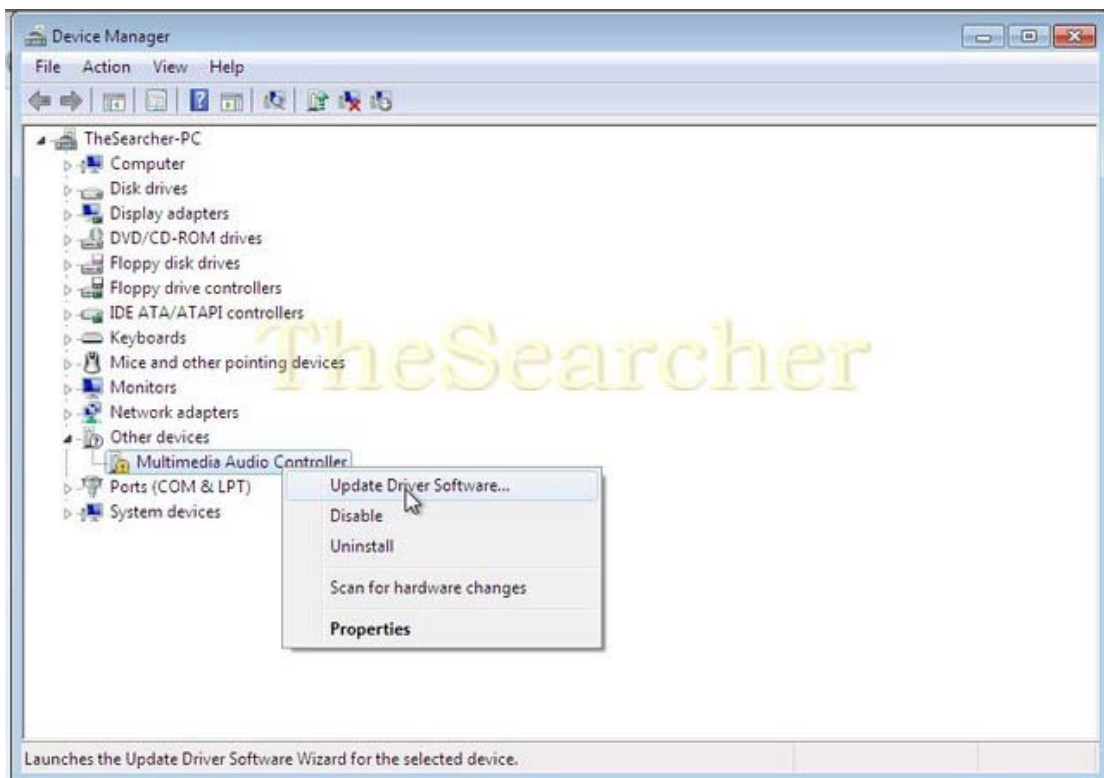 Device Manager
File Action View Help
TheSearcher-PC
Computer
Disk drives
Display adapters
DVD/CD-ROM drives
Floppy disk drives
Floppy drive controllers
IDE ATA/ATAPI controllers
Keyboards
Mice and other pointing devices
Monitors
Network adapters
Other devices
Multimedia Audio Controller
Ports (COM & LPT)
System devices
Update Driver Software...
Disable
Uninstall
Scan for hardware changes
Properties
TheSearcher
Launches the Update Driver Software Wizard for the selected device.